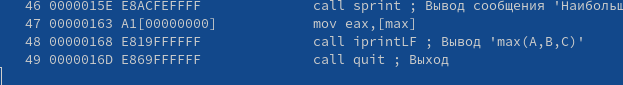 46 0000015E E8ACFEFFFF call sprint ; Вывод сообщения 'Наибольш
47 00000163 A1[00000000] mov eax,[max]
48 00000168 E819FFFFFF call iprintLF ; Вывод 'max(A,B,C)'
49 0000016D E869FFFFFF call quit ; Выход